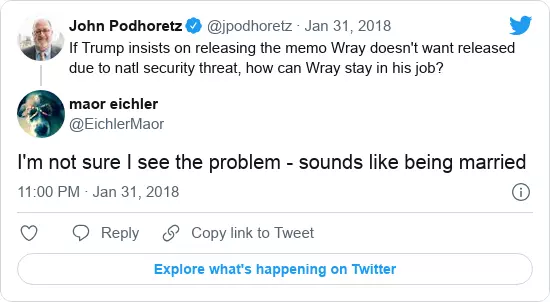 John Podhoretz @jpodhoretz · Jan 31, 2018
If Trump insists on releasing the memo Wray doesn't want released
due to natl security threat, how can Wray stay in his job?
maor eichler
@EichlerMaor
I'm not sure I see the problem - sounds like being married
11:00 PM · Jan 31, 2018
Reply Copy link to Tweet
Explore what's happening on Twitter